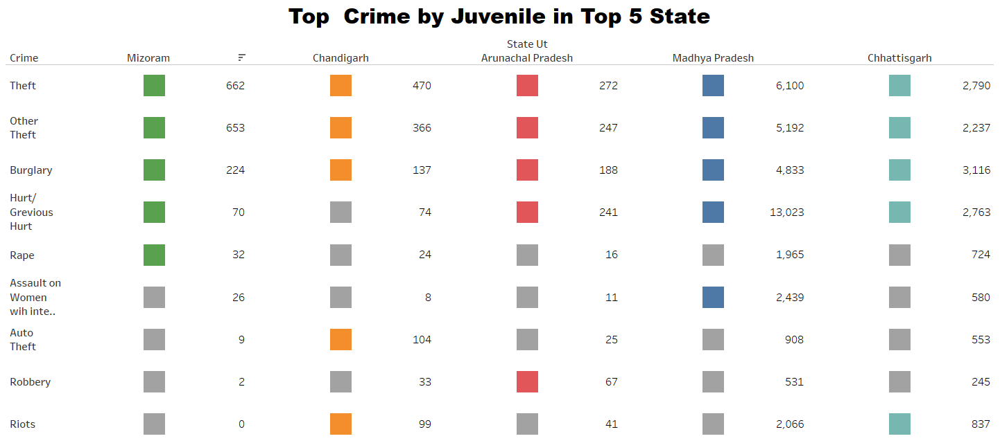 Top  Crime by Juvenile in Top 5 State
State Ut
Crime Mizoram Chandigarh Arunachal Pradesh Madhya Pradesh Chhattisgarh
Theft 662 470 272 6,100 2,790
Other
Theft 653 366 247 5,192 2,237
Burglary 224 137 188 4,833 3,116
Hurt/
Grevious 70 74 241 13,023 2,763
Hurt
Rape 32 24 16 1,965 724
Assault on
Women 26 8 11 2,439 580
wih inte..
Auto
Theft 9 104 25 908 553
Robbery 2 33 67 531 245
Riots 0 99 41 2,066 837